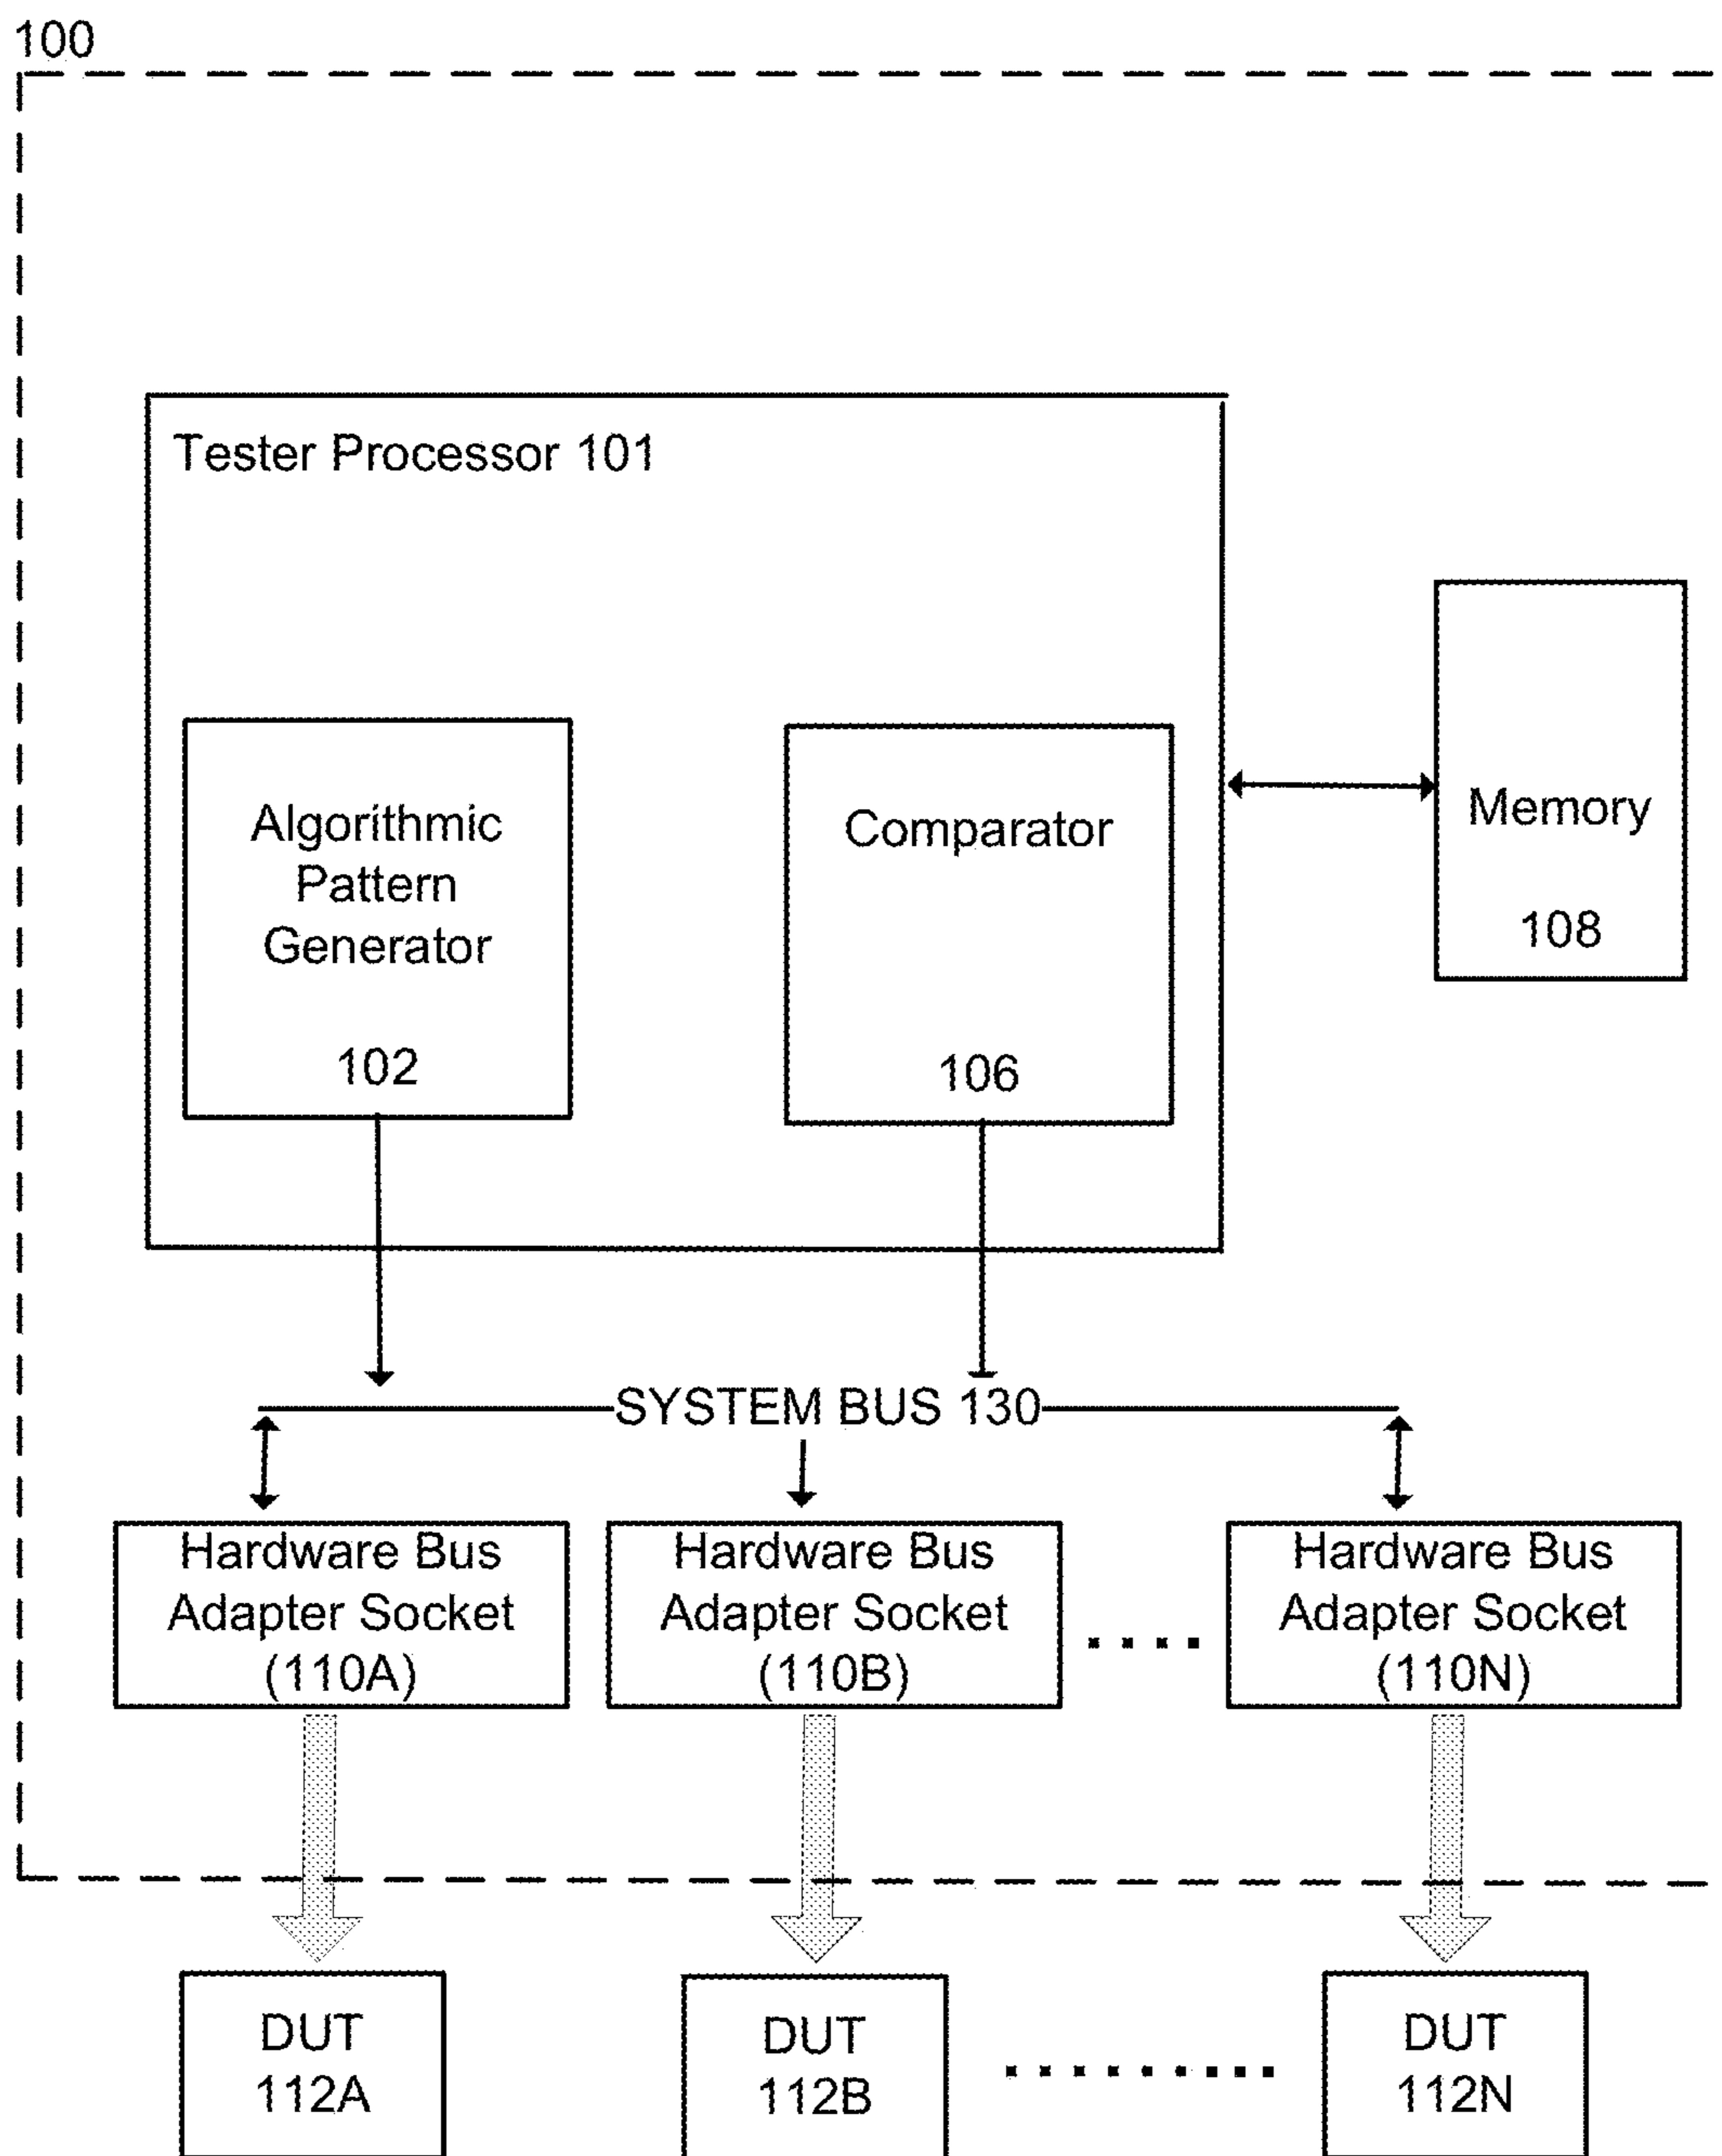 100
Tester Processor 101
Algorithmic
Pattern
Generator
102
Comparator
106
Memory
108
SYSTEM BUS 130
Hardware Bus
Adapter Socket
(110A)
Hardware Bus
Adapter Socket
(110B)
Hardware Bus
Adapter Socket
(110N)
DUT
112A
DUT
112B
DUT
112N